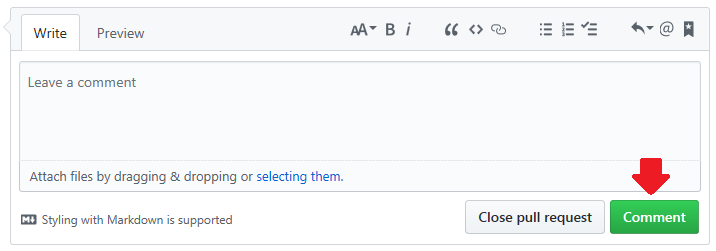 Write Preview AA B i
Leave a comment
Attach files by dragging & dropping or selecting them.
Styling with Markdown is supported Close pull request Comment